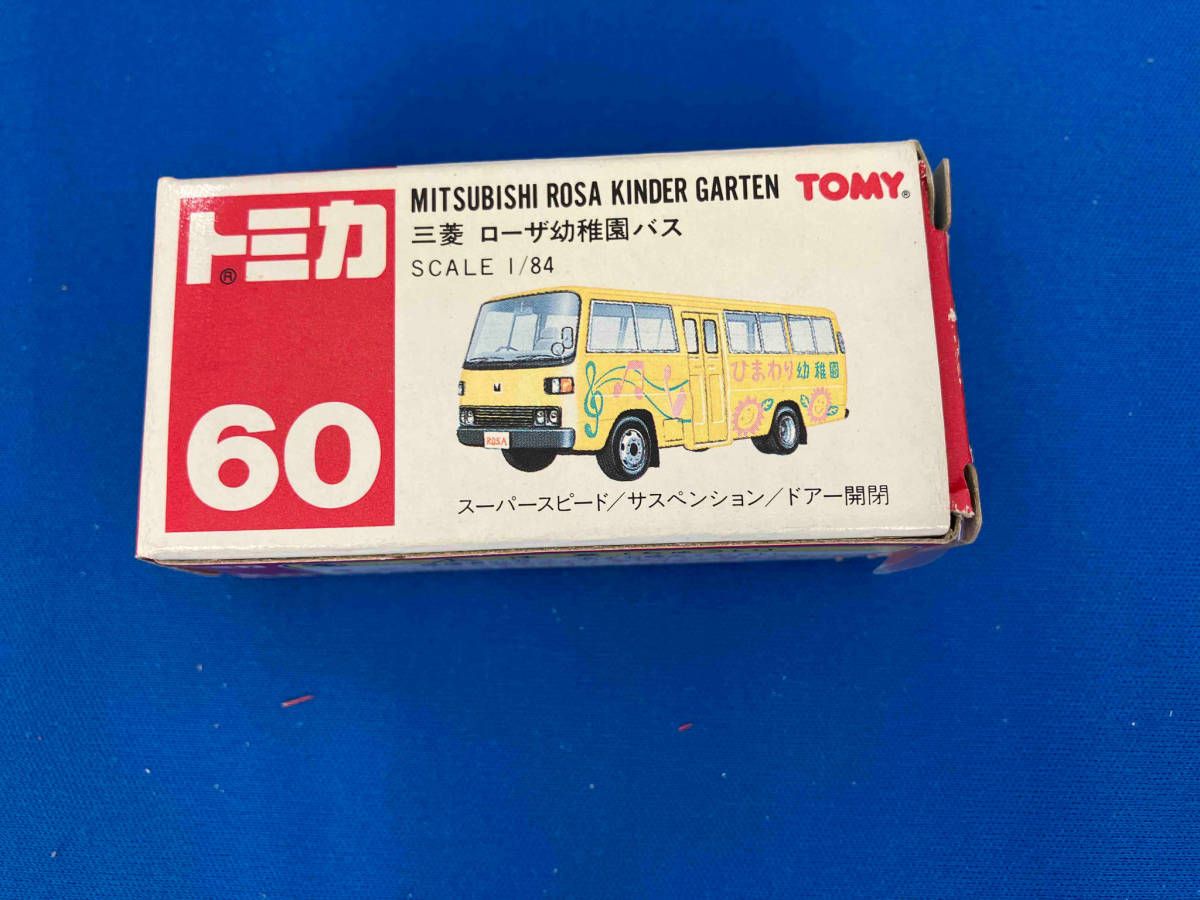 トミカ®
60
MITSUBISHI ROSA KINDER GARTEN TOMY®
三菱 ローザ幼稚園バス
SCALE 1/84
ひまわり幼稚園
ROSA
スーパースピード/サスペンション/ドアー開閉